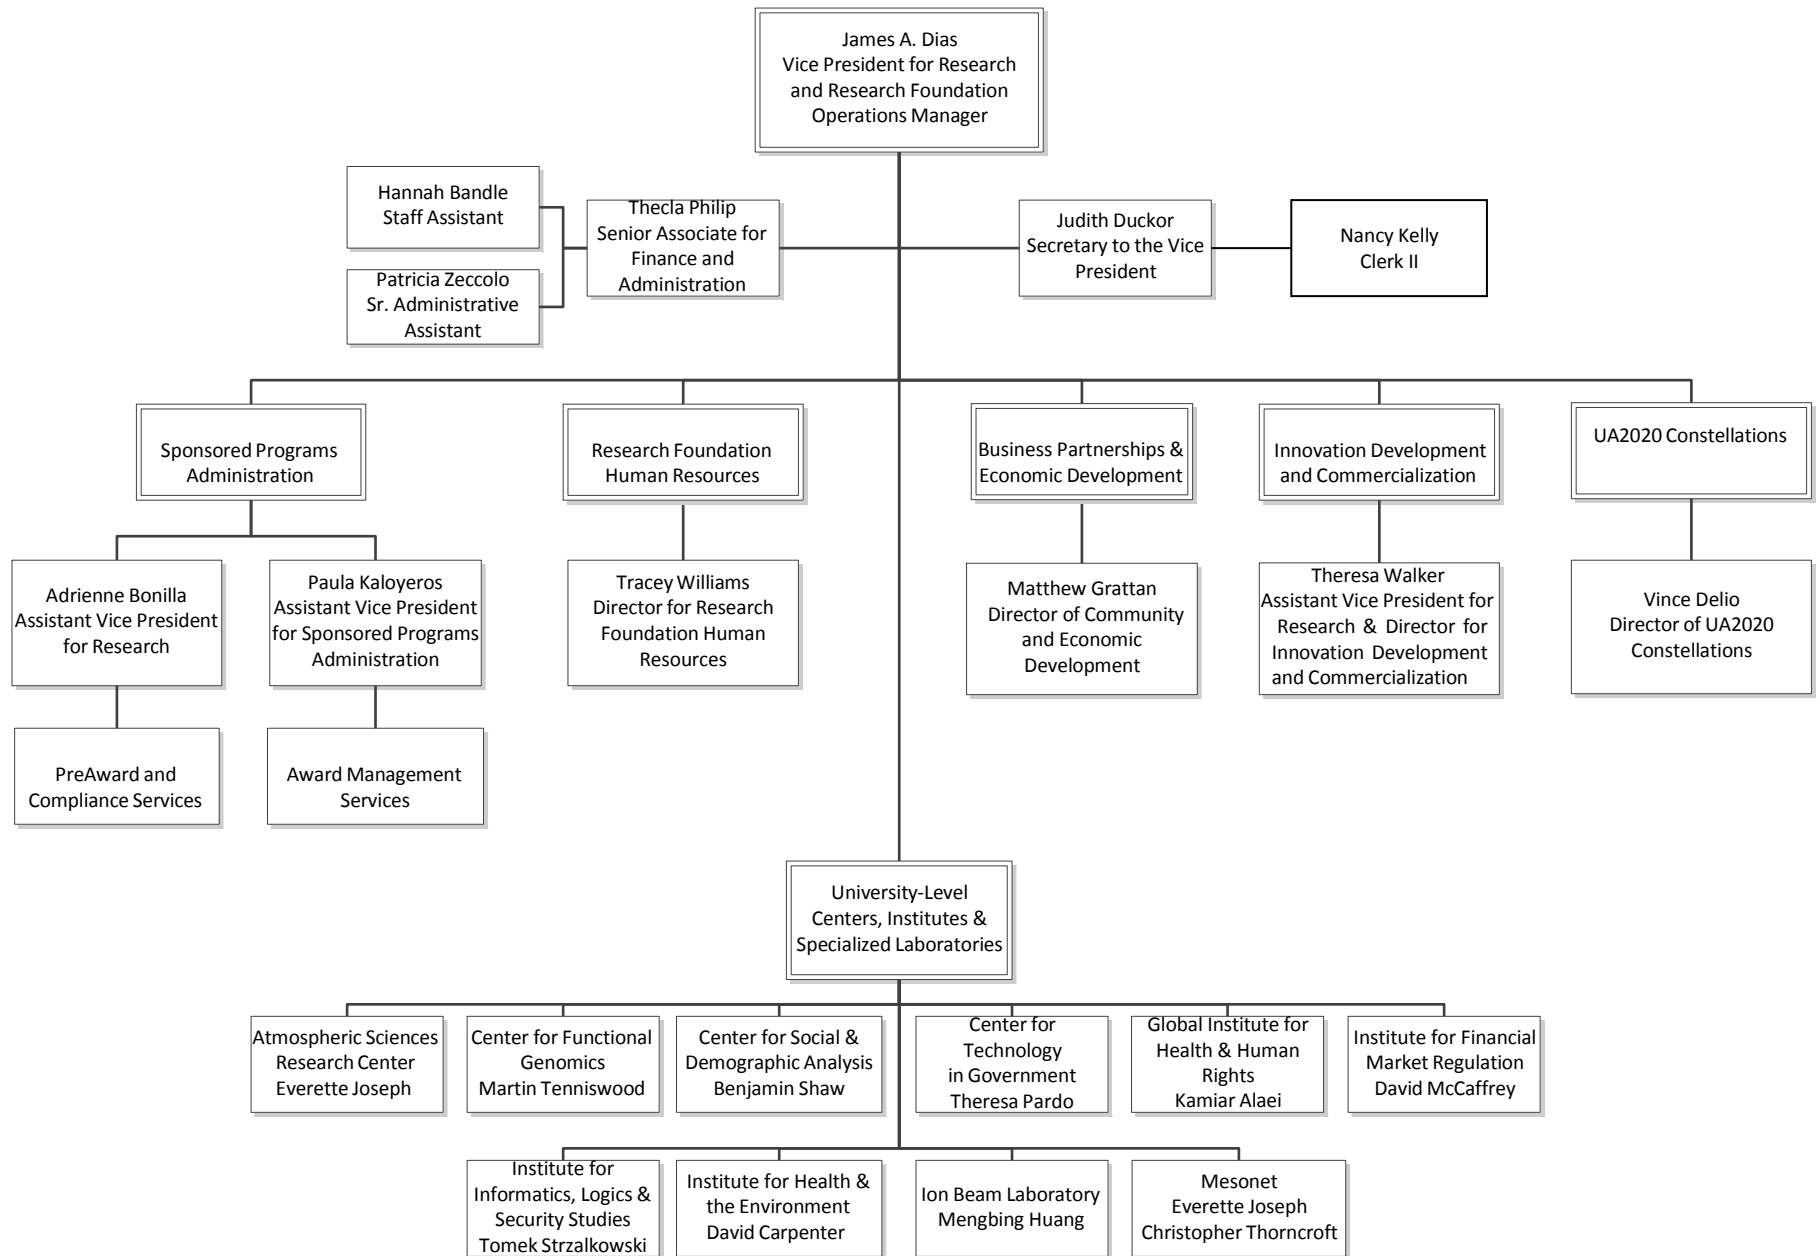 James A. Dias
Vice President for Research
and Research Foundation
Operations Manager
Hannah Bandle
Staff Assistant
Thecla Philip
Senior Associate for
Finance and
Administration
Patricia Zeccolo
Sr. Administrative
Assistant
Judith Duckor
Secretary to the Vice
President
Nancy Kelly
Clerk II
Sponsored Programs
Administration
Research Foundation
Human Resources
Business Partnerships &
Economic Development
Innovation Development
and Commercialization
UA2020 Constellations
Adrienne Bonilla
Assistant Vice President
for Research
Paula Kaloyeros
Assistant Vice President
for Sponsored Programs
Administration
Tracey Williams
Director for Research
Foundation Human
Resources
Matthew Grattan
Director of Community
and Economic
Development
Theresa Walker
Assistant Vice President for
Research & Director for
Innovation Development
and Commercialization
Vince Delio
Director of UA2020
Constellations
PreAward and
Compliance Services
Award Management
Services
University-Level
Centers, Institutes &
Specialized Laboratories
Atmospheric Sciences
Research Center
Everette Joseph
Center for Functional
Genomics
Martin Tenniswood
Center for Social &
Demographic Analysis
Benjamin Shaw
Center for
Technology
in Government
Theresa Pardo
Global Institute for
Health & Human
Rights
Kamiar Alaei
Institute for Financial
Market Regulation
David McCaffrey
Institute for
Informatics, Logics &
Security Studies
Tomek Strzalkowski
Institute for Health &
the Environment
David Carpenter
Ion Beam Laboratory
Mengbing Huang
Mesonet
Everette Joseph
Christopher Thorncroft